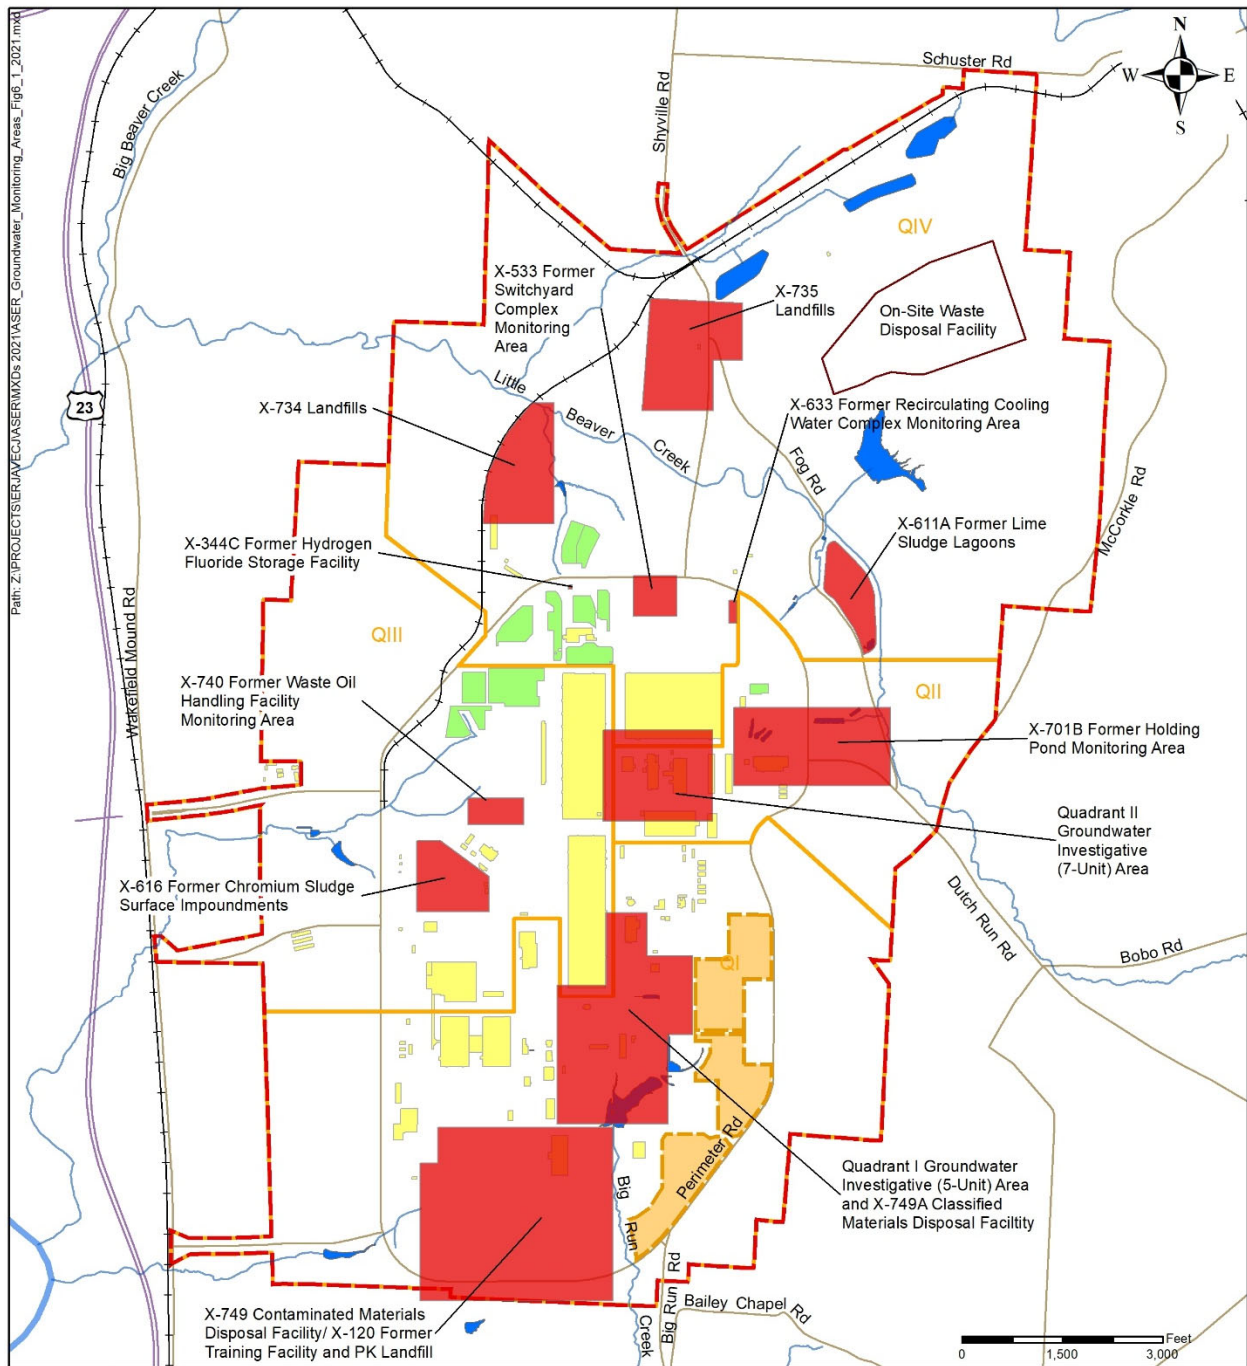 Path: Z:\PROJECTS\ERJAVECJ\ASER\MXDs 2021\ASER_Groundwater_Monitoring_Areas_Fig6_1_2021.mxd
N
W E
S
Schuster Rd
Shyville Rd
Big Beaver Creek
QIV
X-533 Former
Switchyard
Complex
Monitoring
Area
X-735
Landfills
On-Site Waste
Disposal Facility
23
Little
Beaver
Creek
X-734 Landfills
X-633 Former Recirculating Cooling
Water Complex Monitoring Area
Fog Rd
McCorkle Rd
X-611A Former Lime
Sludge Lagoons
X-344C Former Hydrogen
Fluoride Storage Facility
Wakefield Mound Rd
QIII
QII
X-740 Former Waste Oil
Handling Facility
Monitoring Area
X-701B Former Holding
Pond Monitoring Area
Quadrant II
Groundwater
Investigative
(7-Unit) Area
X-616 Former Chromium Sludge
Surface Impoundments
Dutch Run Rd
Bobo Rd
QI
Perimeter Rd
Quadrant I Groundwater
Investigative (5-Unit) Area
and X-749A Classified
Materials Disposal Faciltity
Big
Run
Creek
Big Run Rd
Bailey Chapel Rd
X-749 Contaminated Materials
Disposal Facility/ X-120 Former
Training Facility and PK Landfill
Feet
0 1,500 3,000